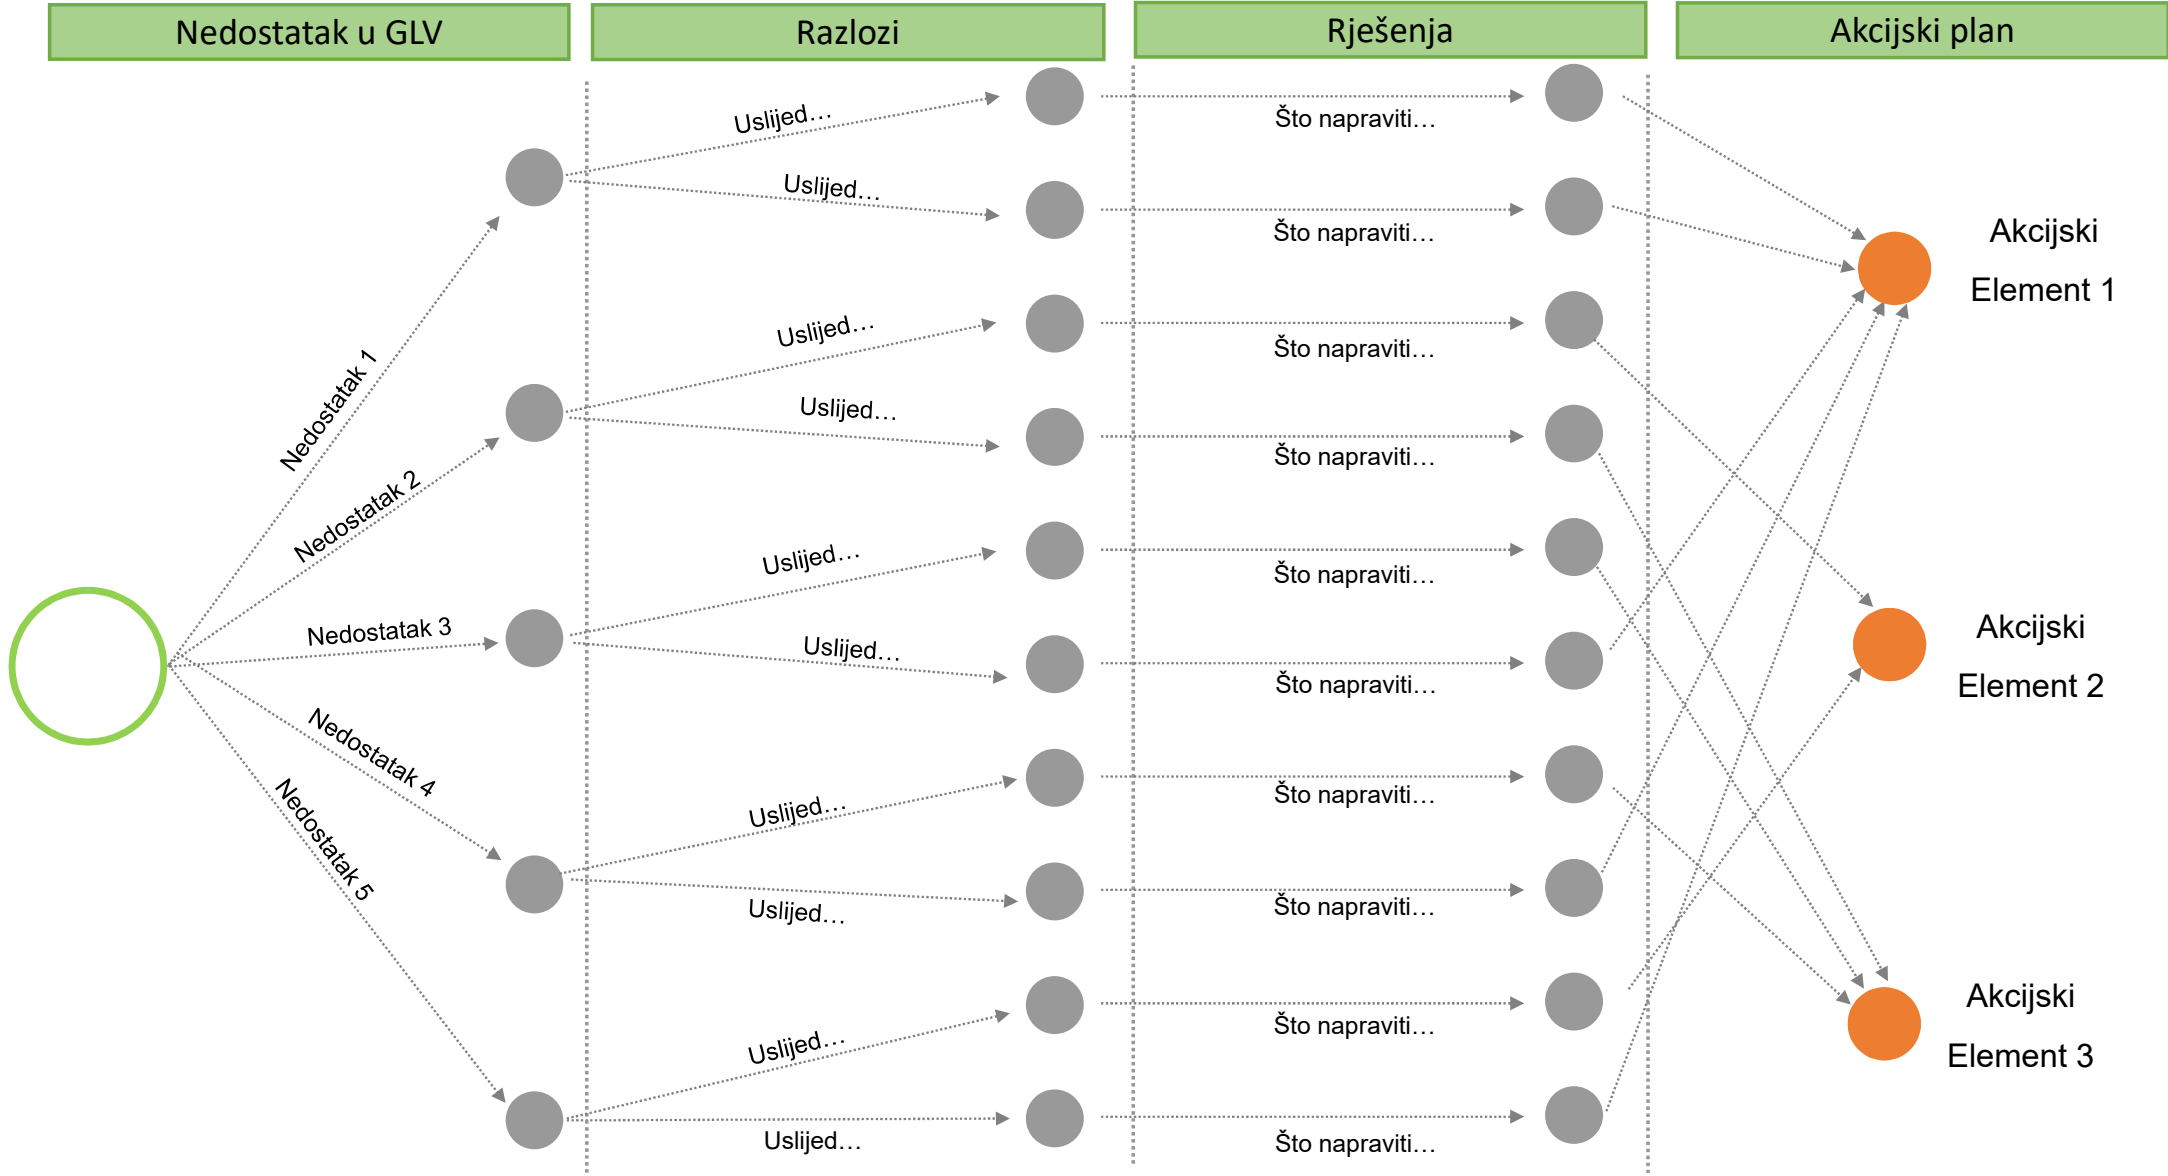 Nedostatak u GLV
Razlozi
Rješenja
Akcijski plan
Nedostatak 1
Nedostatak 2
Nedostatak 3
Nedostatak 4
Nedostatak 5
Uslijed…
Uslijed…
Uslijed…
Uslijed…
Uslijed…
Uslijed…
Uslijed…
Uslijed…
Uslijed…
Uslijed…
Što napraviti…
Što napraviti…
Što napraviti…
Što napraviti…
Što napraviti…
Što napraviti…
Što napraviti…
Što napraviti…
Što napraviti…
Što napraviti…
Akcijski
Element 1
Akcijski
Element 2
Akcijski
Element 3